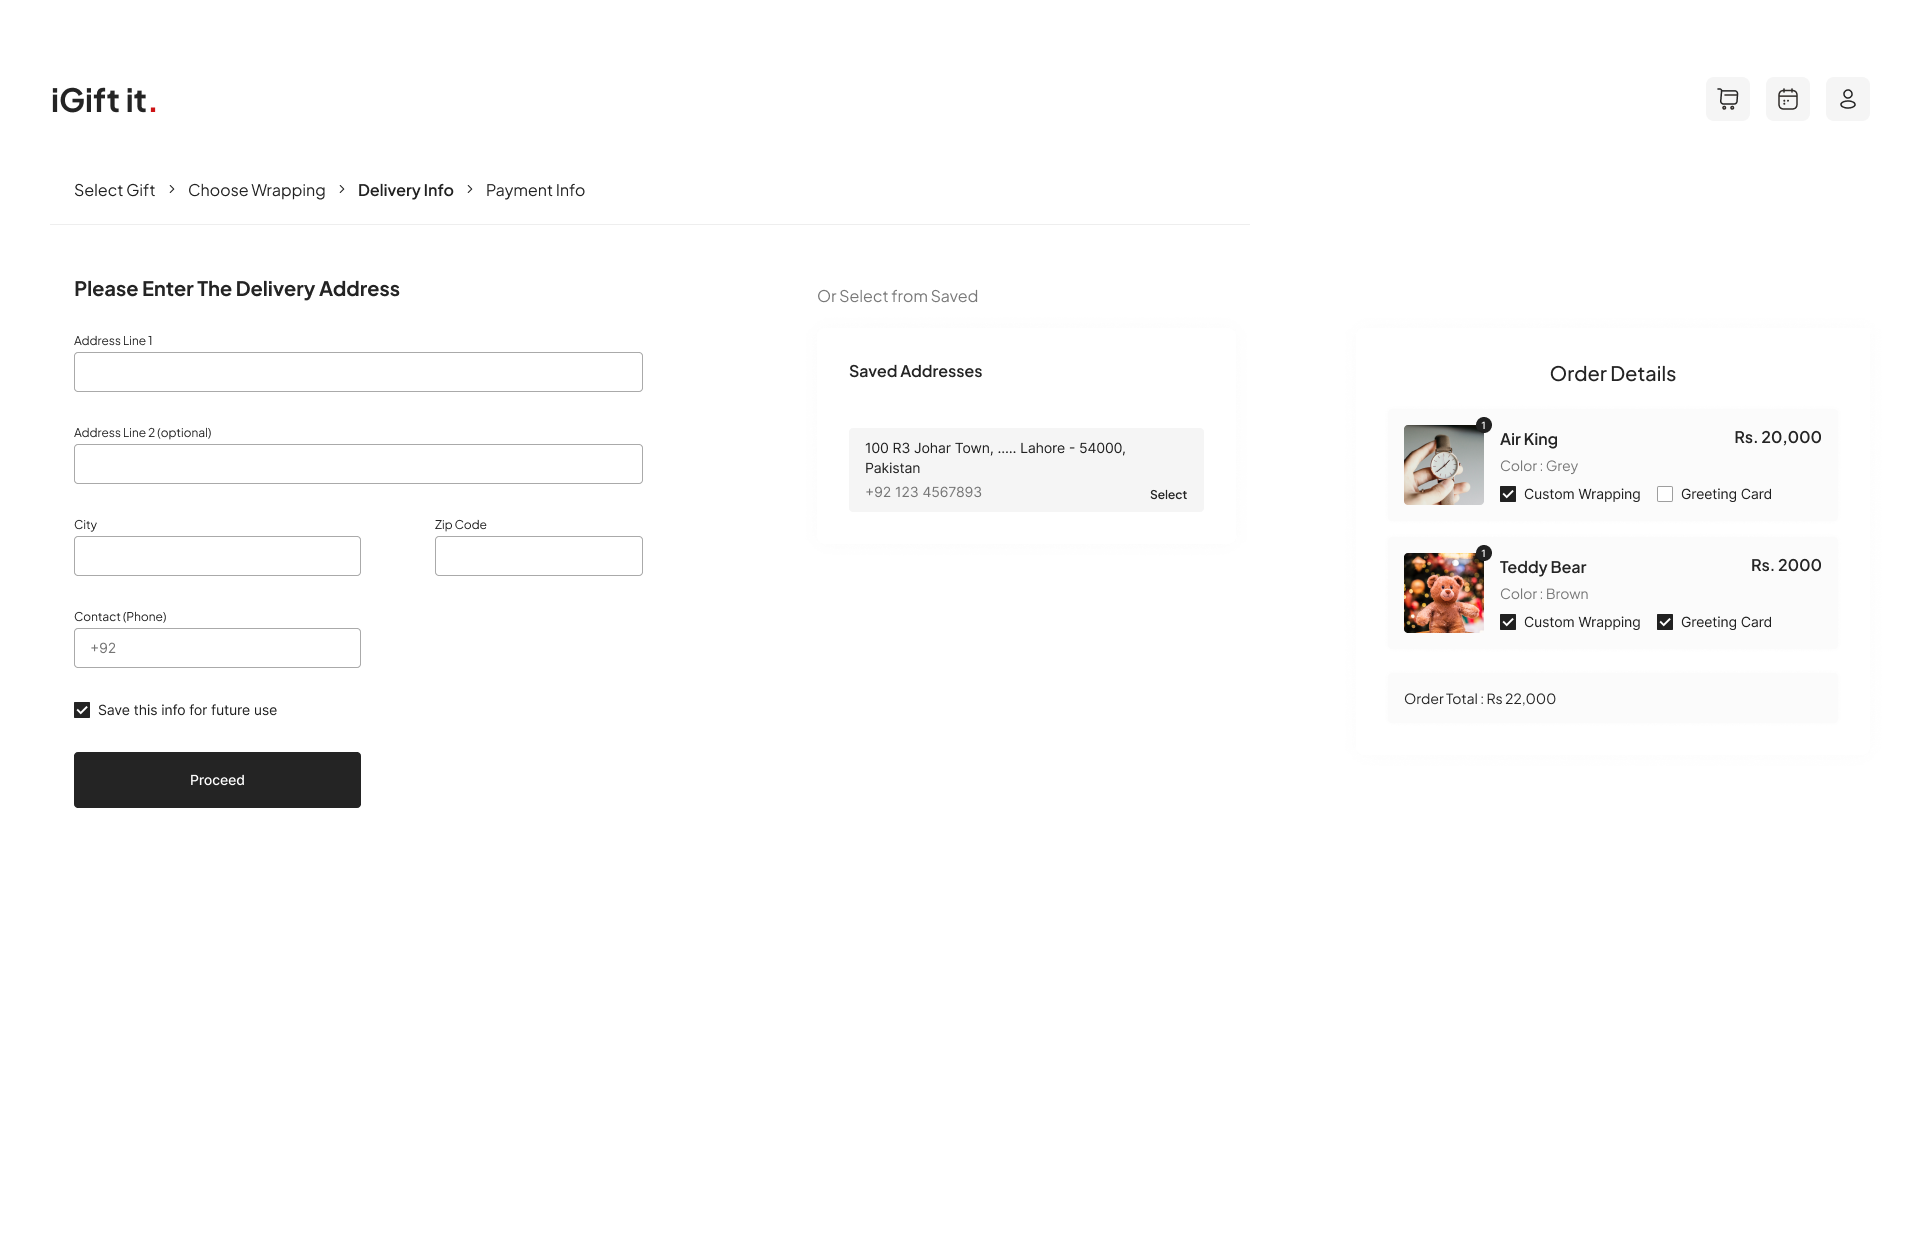 iGift it.
Select Gift > Choose Wrapping > Delivery Info > Payment Info
Please Enter The Delivery Address
Address Line 1
Address Line 2 (optional)
City
Zip Code
Contact (Phone)
+92
Save this info for future use
Proceed
Or Select from Saved
Saved Addresses
100 R3 Johar Town, ..... Lahore - 54000,
Pakistan
+92 123 4567893
Select
Order Details
1
Air King
Rs. 20,000
Color : Grey
Custom Wrapping
Greeting Card
1
Teddy Bear
Rs. 2000
Color : Brown
Custom Wrapping
Greeting Card
Order Total : Rs 22,000